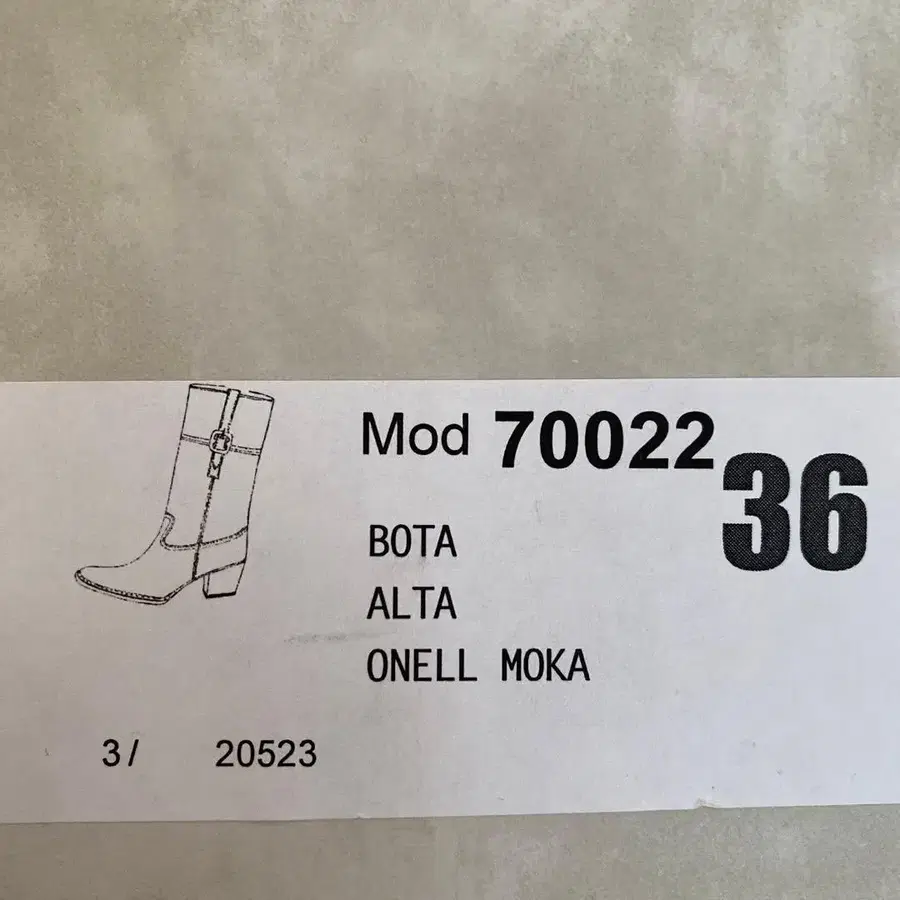 Mod 70022
36
BOTA
ALTA
ONELL MOKA
3/ 20523